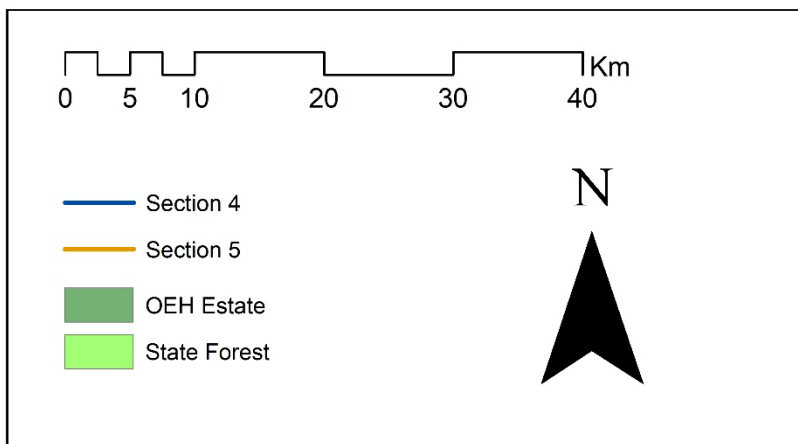 Km
0 5 10 20 30 40
N
Section 4
Section 5
OEH Estate
State Forest